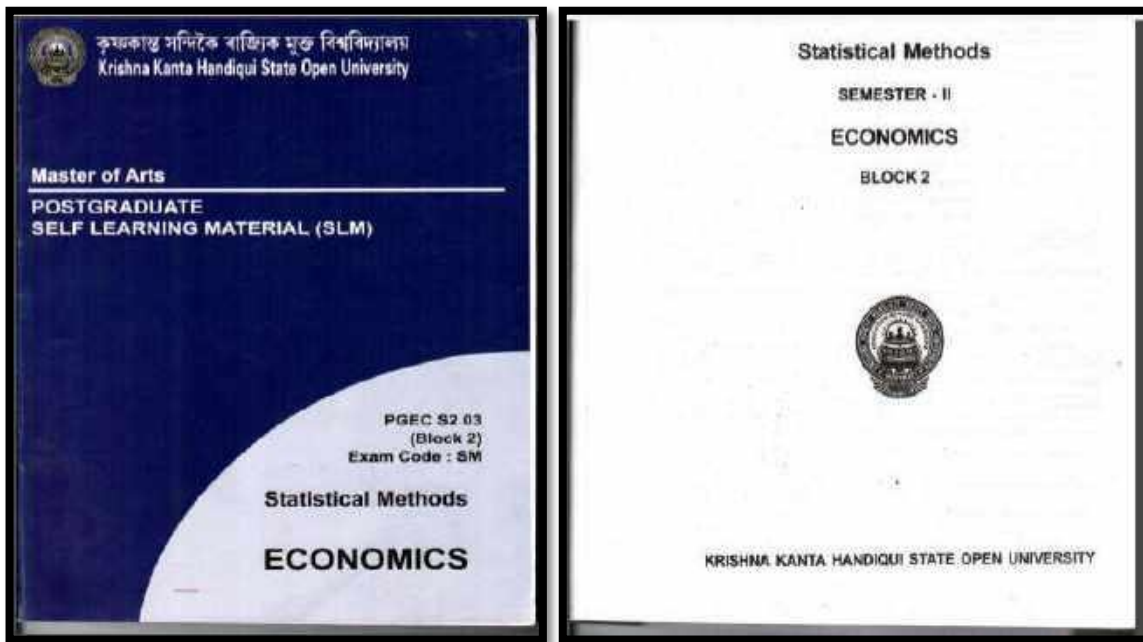 কৃষ্ণকান্ত সন্দিকৈ ৰাজ্যিক মুক্ত বিশ্ববিদ্যালয়
Krishna Kanta Handiqui State Open University
Master of Arts
POSTGRADUATE
SELF LEARNING MATERIAL (SLM)
PGEC S2 03
(Block 2)
Exam Code : SM
Statistical Methods
ECONOMICS
Statistical Methods
SEMESTER - II
ECONOMICS
BLOCK 2
KRISHNA KANTA HANDIQUI STATE OPEN UNIVERSITY